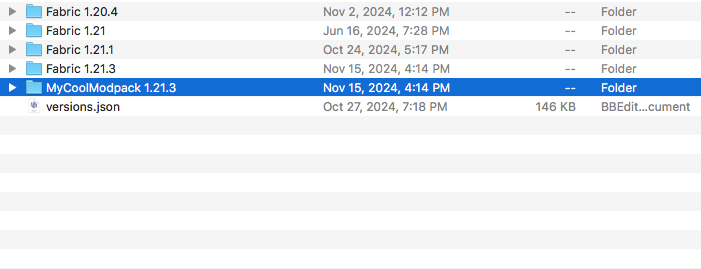 Fabric 1.20.4 Nov 2, 2024, 12:12 PM -- Folder
Fabric 1.21 Jun 16, 2024, 7:28 PM -- Folder
Fabric 1.21.1 Oct 24, 2024, 5:17 PM -- Folder
Fabric 1.21.3 Nov 15, 2024, 4:14 PM -- Folder
MyCoolModpack 1.21.3 Nov 15, 2024, 4:14 PM -- Folder
versions.json Oct 27, 2024, 7:18 PM 146 KB BBEdit...cument